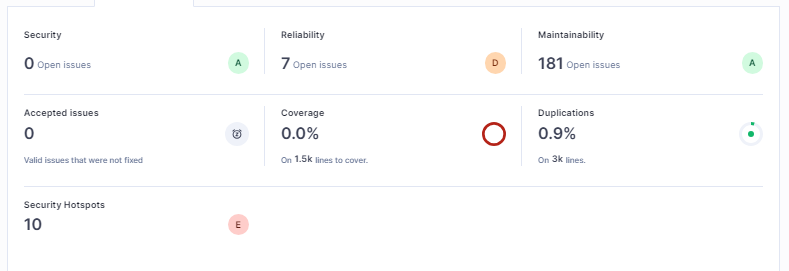 Security
0 Open issues
A
Reliability
7 Open issues
D
Maintainability
181 Open issues
A
Accepted issues
0
Valid issues that were not fixed
Coverage
0.0%
On 1.5k lines to cover.
Duplications
0.9%
On 3k lines.
Security Hotspots
10
E